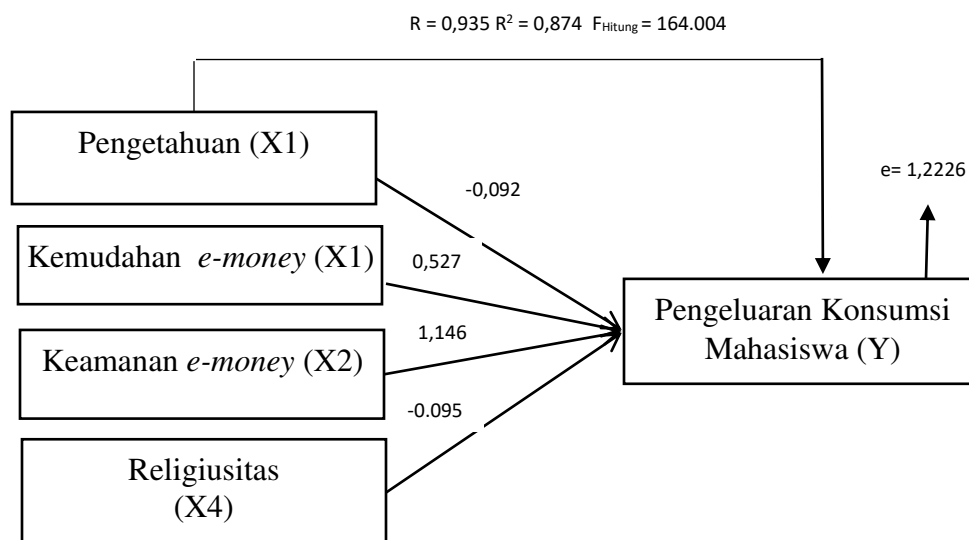 R = 0,935 R² = 0,874 FHitung = 164.004
Pengetahuan (X1)
-0,092
e= 1,2226
Kemudahan e-money (X1)
0,527
Pengeluaran Konsumsi
Mahasiswa (Y)
1,146
Keamanan e-money (X2)
-0.095
Religiusitas
(X4)